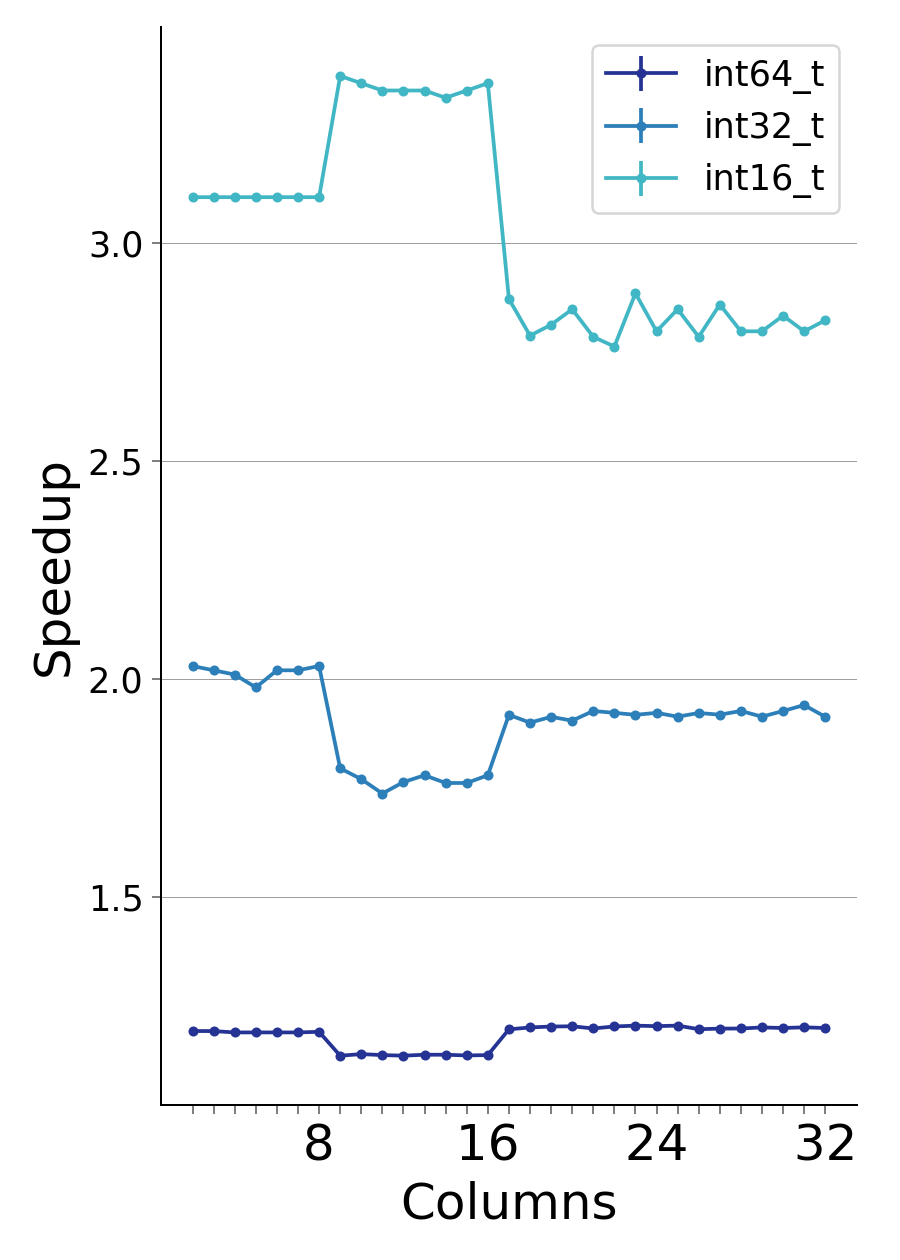 int64_t
int32_t
int16_t
3.0
2.5
2.0
1.5
Speedup
8 16 24 32
Columns